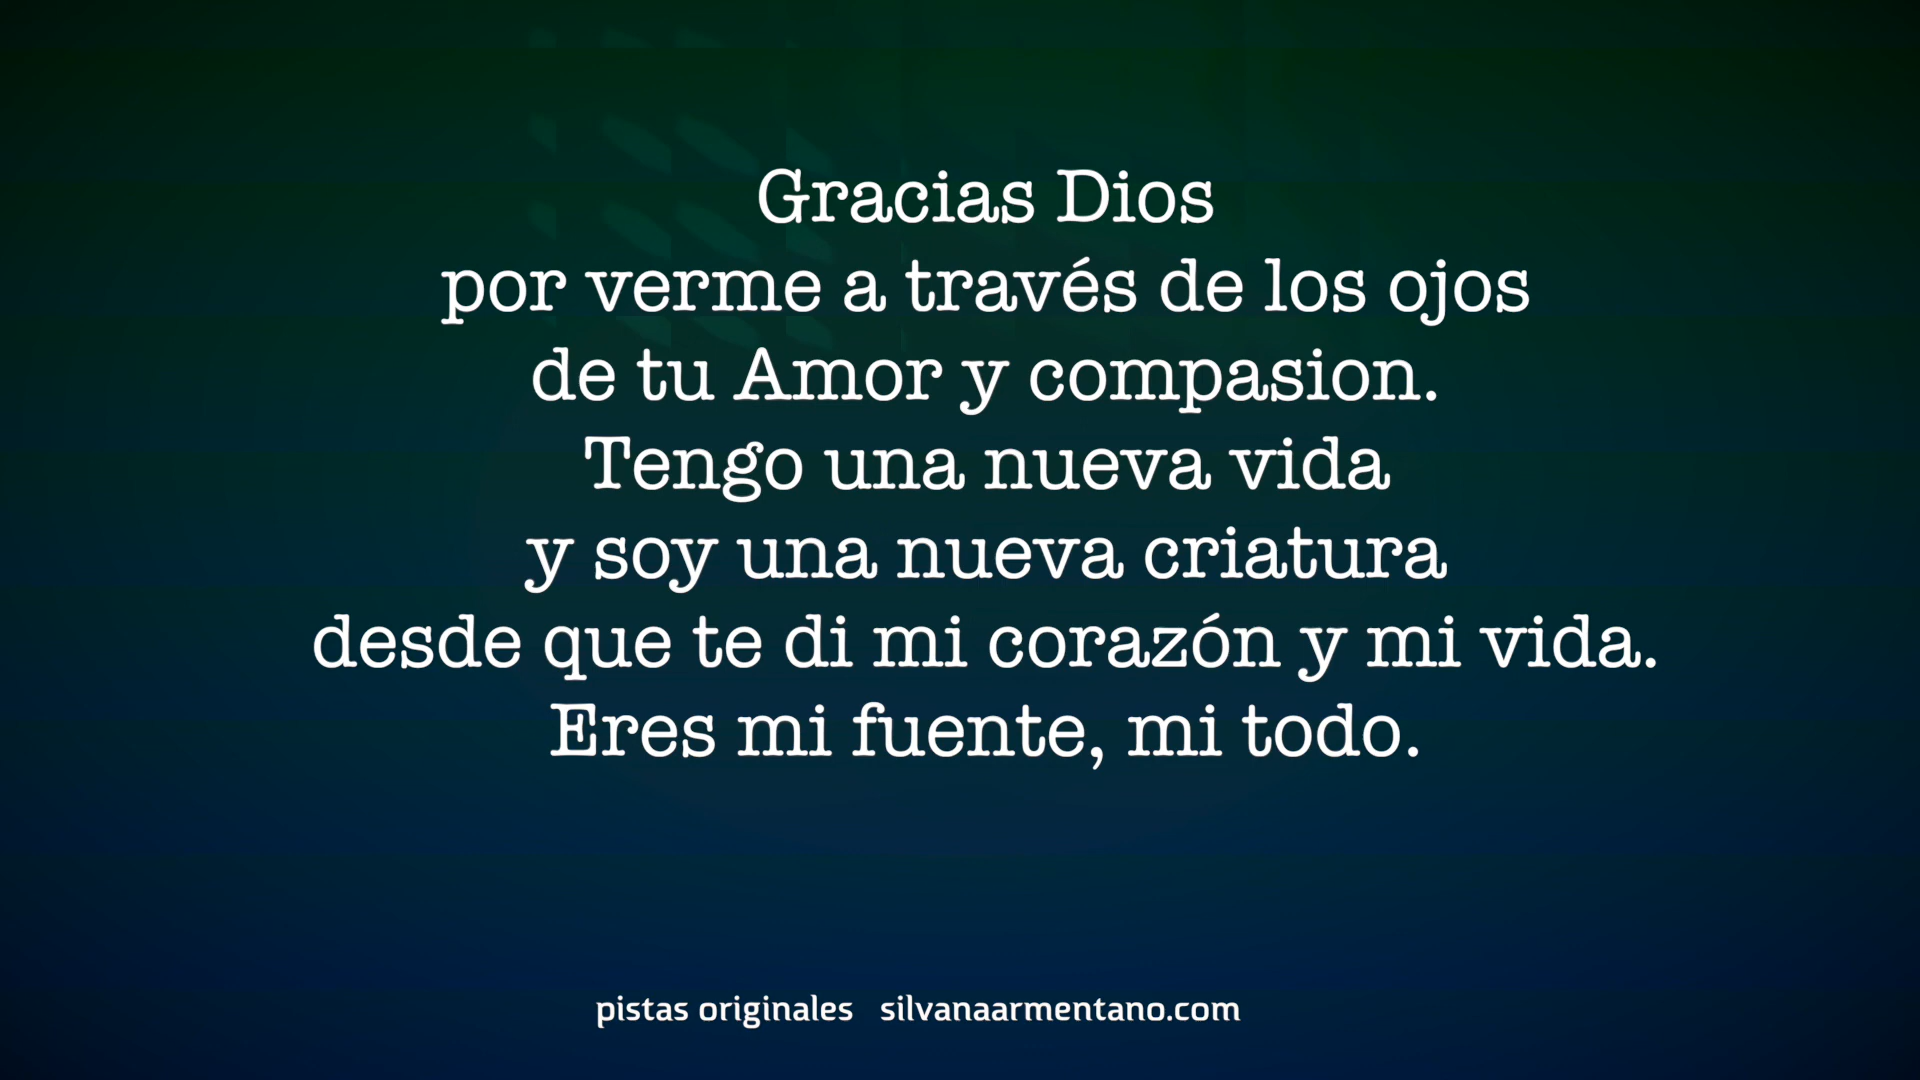 Gracias Dios
por verme a través de los ojos
de tu Amor y compasion.
Tengo una nueva vida
y soy una nueva criatura
desde que te di mi corazón y mi vida.
Eres mi fuente, mi todo.
pistas originales silvanaarmentano.com